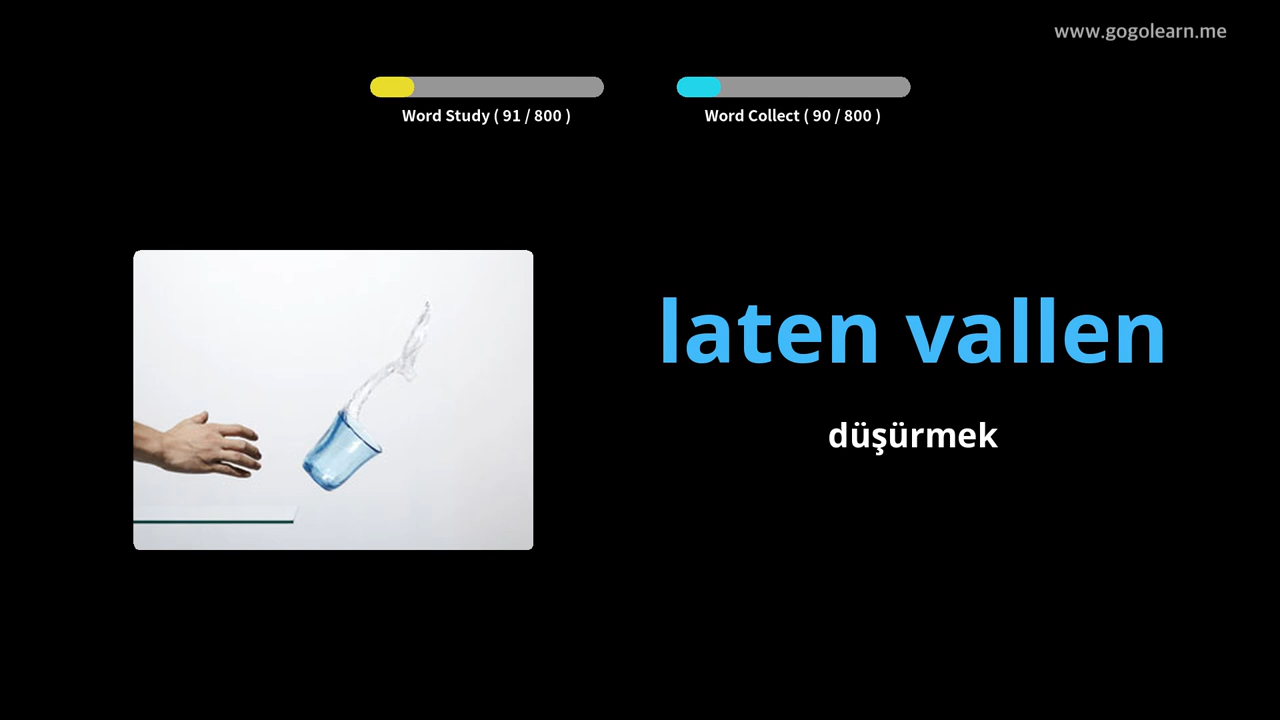 www.gogolearn.me
Word Study ( 91 / 800 )
Word Collect ( 90 / 800 )
laten vallen
düşürmek